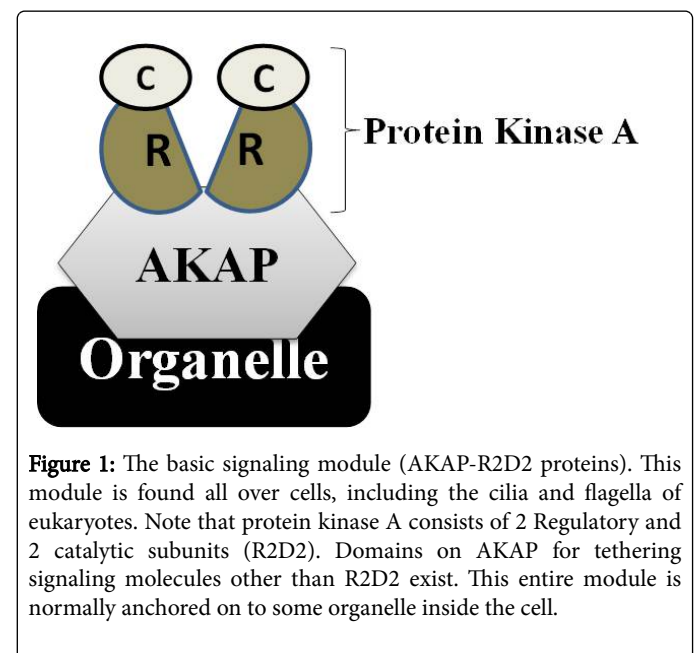 C C
R R
Protein Kinase A
AKAP
Organelle
Figure 1: The basic signaling module (AKAP-R2D2 proteins). This
module is found all over cells, including the cilia and flagella of
eukaryotes. Note that protein kinase A consists of 2 Regulatory and
2 catalytic subunits (R2D2). Domains on AKAP for tethering
signaling molecules other than R2D2 exist. This entire module is
normally anchored on to some organelle inside the cell.